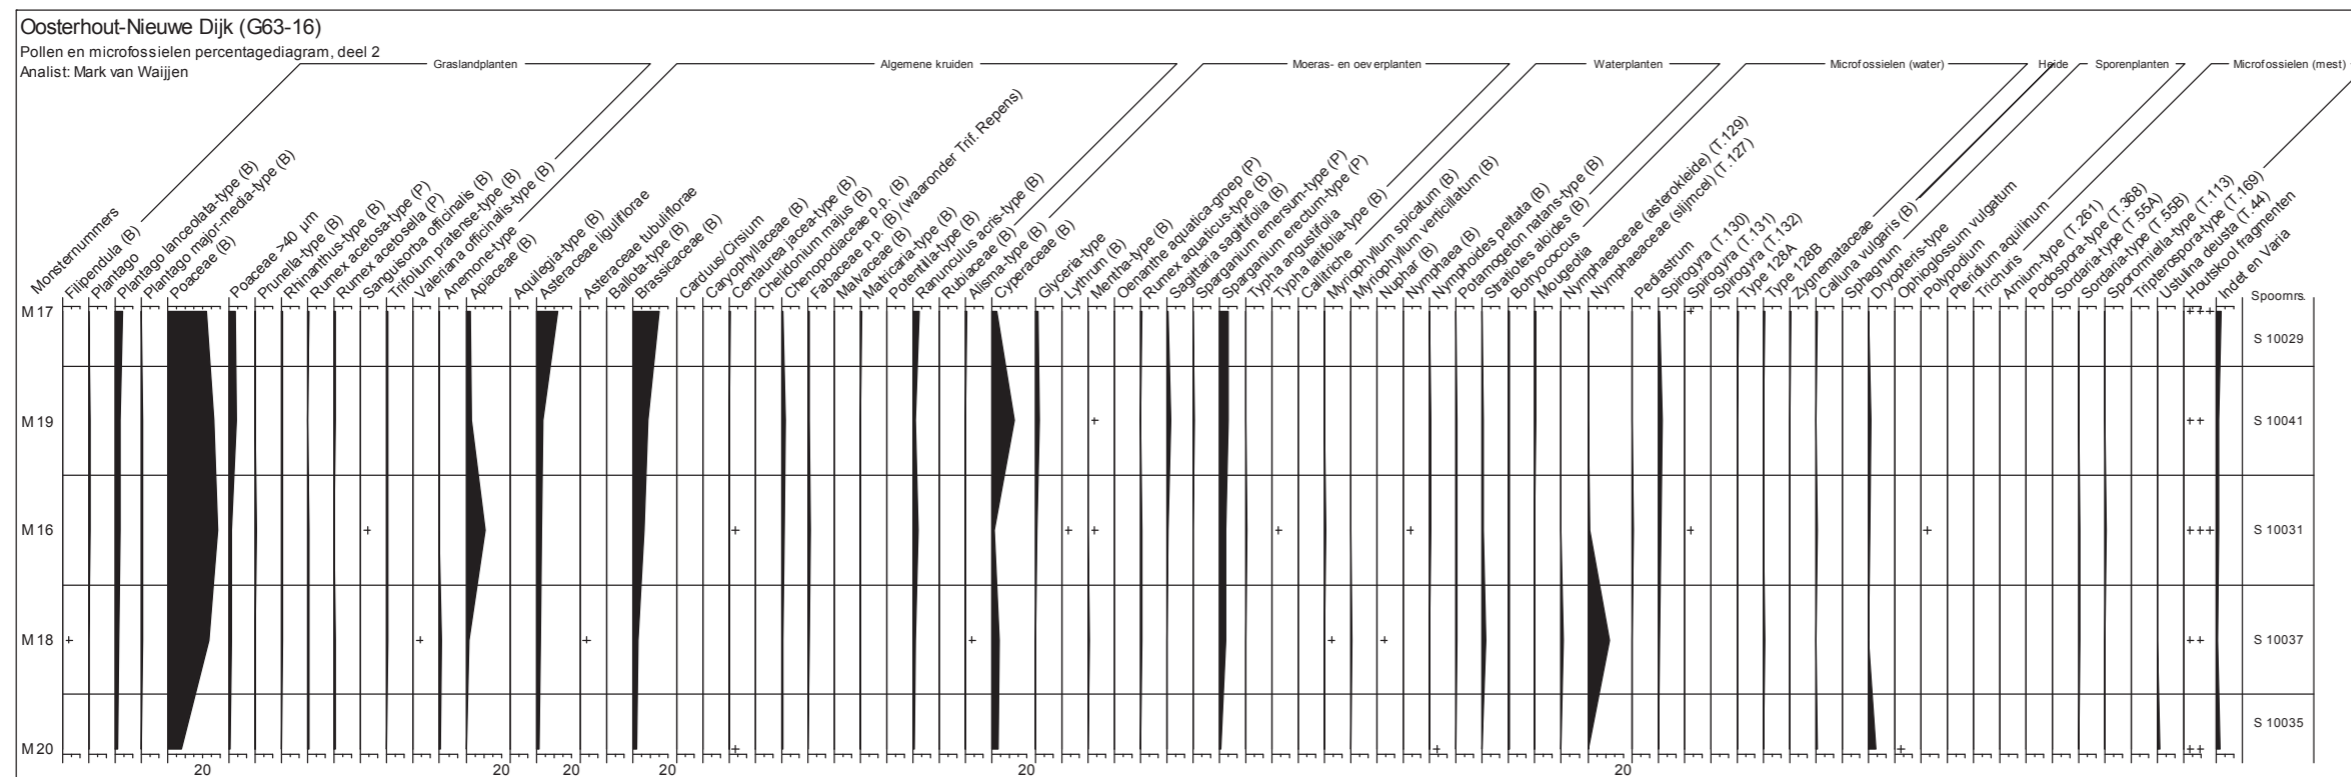 Oosterhout-Nieuwe Dijk (G63-16)
Pollen en microfossielen percentagediagram, deel 2
Analist: Mark van Waijjen
Graslandplanten
Algemene kruiden
Moeras- en oeverplanten
Waterplanten
Microfossielen (water)
Heide
Sporenplanten
Microfossielen (mest)
Monsternummers
Filipendula (B)
Plantago
Plantago lanceolata-type (B)
Plantago major-media-type (B)
Poaceae (B)
Poaceae >40 µm
Prunella-type (B)
Rhinanthus-type (B)
Rumex acetosa-type (P)
Rumex acetosella (P)
Sanguisorba officinalis (B)
Trifolium pratense-type (B)
Valeriana officinalis-type (B)
Anemone-type
Apiaceae (B)
Aquilegia-type (B)
Asteraceae liguliflorae
Asteraceae tubuliflorae
Ballota-type (B)
Brassicaceae (B)
Carduus/Cirsium
Caryophyllaceae (B)
Centaurea jacea-type (B)
Chelidonium majus (B)
Chenopodiaceae p.p. (B)
Fabaceae p.p. (B) (waaronder Trif. Repens)
Malvaceae (B)
Matricaria-type (B)
Potentilla-type (B)
Ranunculus acris-type (B)
Rubiaceae (B)
Alisma-type (B)
Cyperaceae (B)
Glyceria-type
Lythrum (B)
Mentha-type (B)
Oenanthe aquatica-groep (P)
Rumex aquaticus-type (B)
Sagittaria sagittifolia (B)
Sparganium emersum-type (P)
Sparganium erectum-type (P)
Typha angustifolia
Typha latifolia-type (B)
Callitriche
Myriophyllum spicatum (B)
Myriophyllum verticillatum (B)
Nuphar (B)
Nymphaea (B)
Nymphoides peltata (B)
Potamogeton natans-type (B)
Stratiotes aloides (B)
Botryococcus
Mougeotia
Nymphaeaceae (asterokleide) (T.129)
Nymphaeaceae (slijmcel) (T.127)
Pediastrum
Spirogyra (T.130)
Spirogyra (T.131)
Spirogyra (T.132)
Type 128A
Type 128B
Zygnemataceae
Calluna vulgaris (B)
Sphagnum
Dryopteris-type
Ophioglossum vulgatum
Polypodium
Pteridium aquilinum
Trichuris
Arnium-type (T.261)
Podospora-type (T.368)
Sordaria-type (T.55A)
Sordaria-type (T.55B)
Sporormiella-type (T.113)
Tripterospora-type (T.169)
Ustulina deusta (T.44)
Houtskoolfragmenten
Indet en Varia
Spoornrs.
M17 + +++ S 10029
M19 + ++ S 10041
M16 + + + + + + + + +++ S 10031
M18 + + + + + + ++ S 10037
M20 + + + ++ S 10035
20 20 20 20 20 20